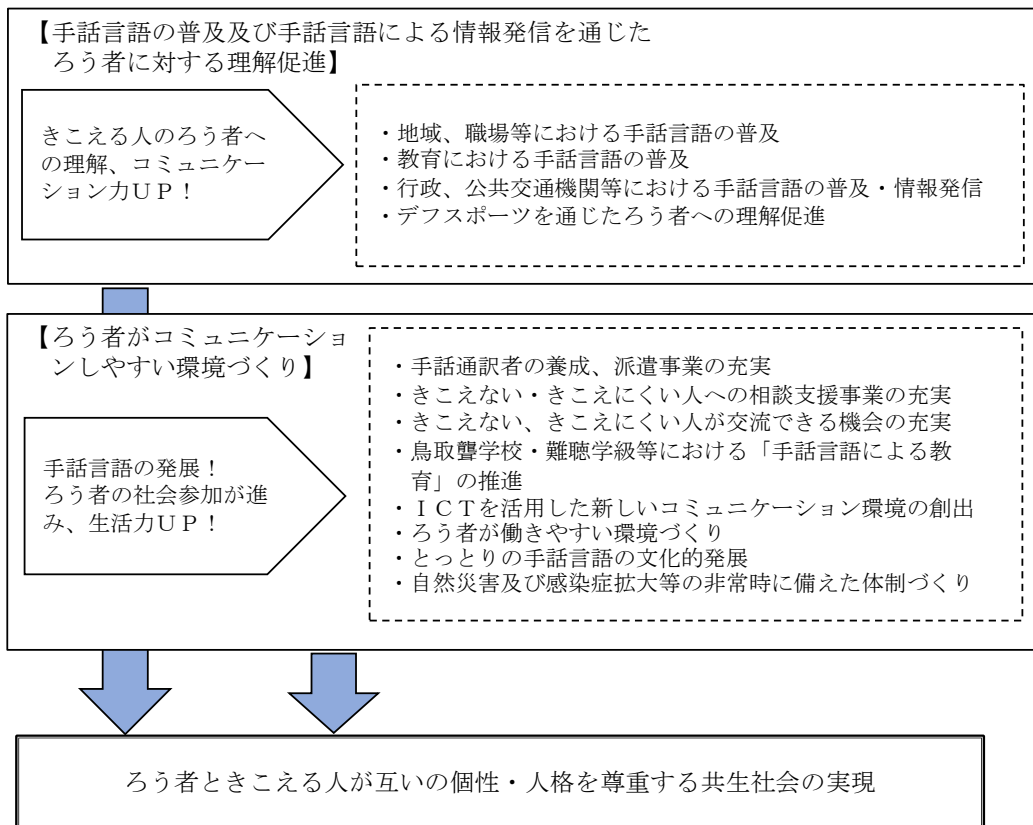 【手話言語の普及及び手話言語による情報発信を通じた
ろう者に対する理解促進】
きこえる人のろう者へ
の理解、コミュニケー
ション力ＵＰ！
・地域、職場等における手話言語の普及
・教育における手話言語の普及
・行政、公共交通機関等における手話言語の普及・情報発信
・デフスポーツを通じたろう者への理解促進
【ろう者がコミュニケーショ
ンしやすい環境づくり】
手話言語の発展！
ろう者の社会参加が進
み、生活力ＵＰ！
・手話通訳者の養成、派遣事業の充実
・きこえない・きこえにくい人への相談支援事業の充実
・きこえない、きこえにくい人が交流できる機会の充実
・鳥取聾学校・難聴学級等における「手話言語による教
育」の推進
・ＩＣＴを活用した新しいコミュニケーション環境の創出
・ろう者が働きやすい環境づくり
・とっとりの手話言語の文化的発展
・自然災害及び感染症拡大等の非常時に備えた体制づくり
ろう者ときこえる人が互いの個性・人格を尊重する共生社会の実現